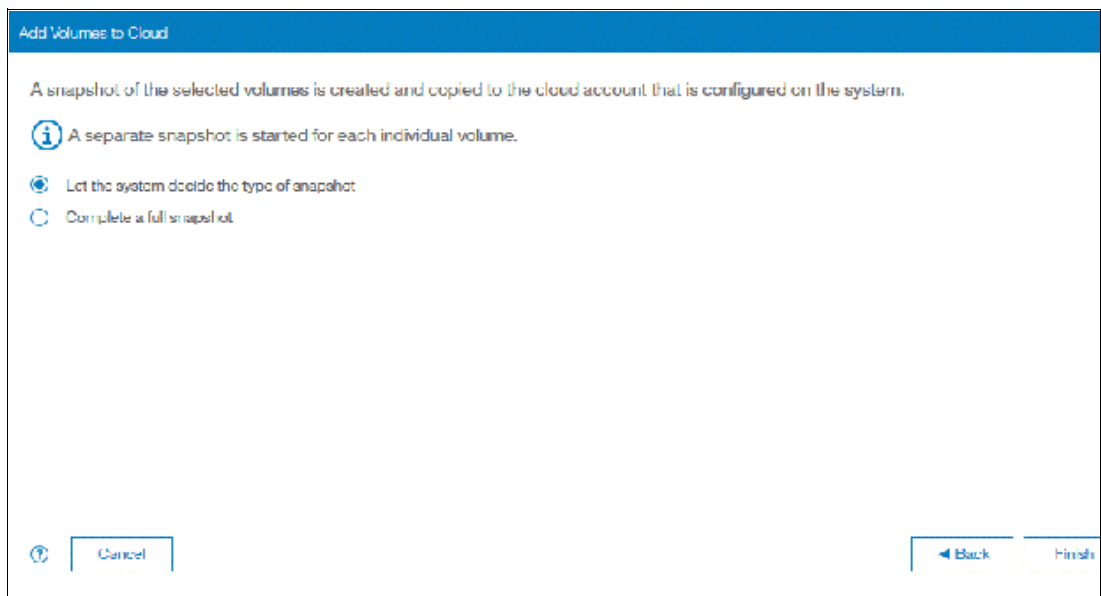 Add Volumes to Cloud
A snapshot of the selected volumes is created and copied to the cloud account that is configured on the system.
A separate snapshot is started for each individual volume.
Let the system decide the type of snapshot
Complete a full snapshot
Cancel
Back
Finish